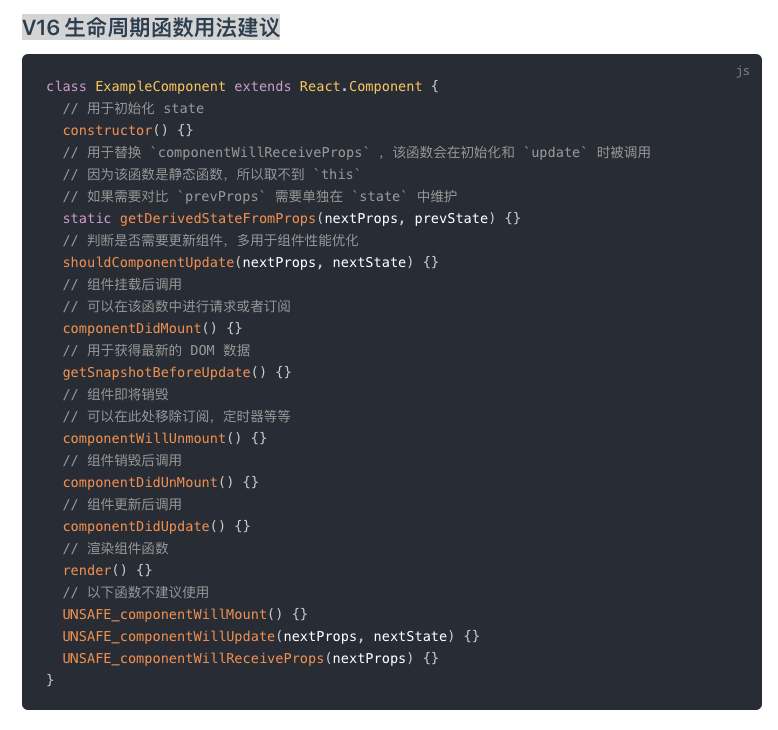 V16 生命周期函数用法建议
js
class ExampleComponent extends React.Component {
  // 用于初始化 state
  constructor() {}
  // 用于替换 `componentWillReceiveProps` ，该函数会在初始化和 `update` 时被调用
  // 因为该函数是静态函数，所以取不到 `this`
  // 如果需要对比 `prevProps` 需要单独在 `state` 中维护
  static getDerivedStateFromProps(nextProps, prevState) {}
  // 判断是否需要更新组件，多用于组件性能优化
  shouldComponentUpdate(nextProps, nextState) {}
  // 组件挂载后调用
  // 可以在该函数中进行请求或者订阅
  componentDidMount() {}
  // 用于获得最新的 DOM 数据
  getSnapshotBeforeUpdate() {}
  // 组件即将销毁
  // 可以在此处移除订阅，定时器等等
  componentWillUnmount() {}
  // 组件销毁后调用
  componentDidUnMount() {}
  // 组件更新后调用
  componentDidUpdate() {}
  // 渲染组件函数
  render() {}
  // 以下函数不建议使用
  UNSAFE_componentWillMount() {}
  UNSAFE_componentWillUpdate(nextProps, nextState) {}
  UNSAFE_componentWillReceiveProps(nextProps) {}
}